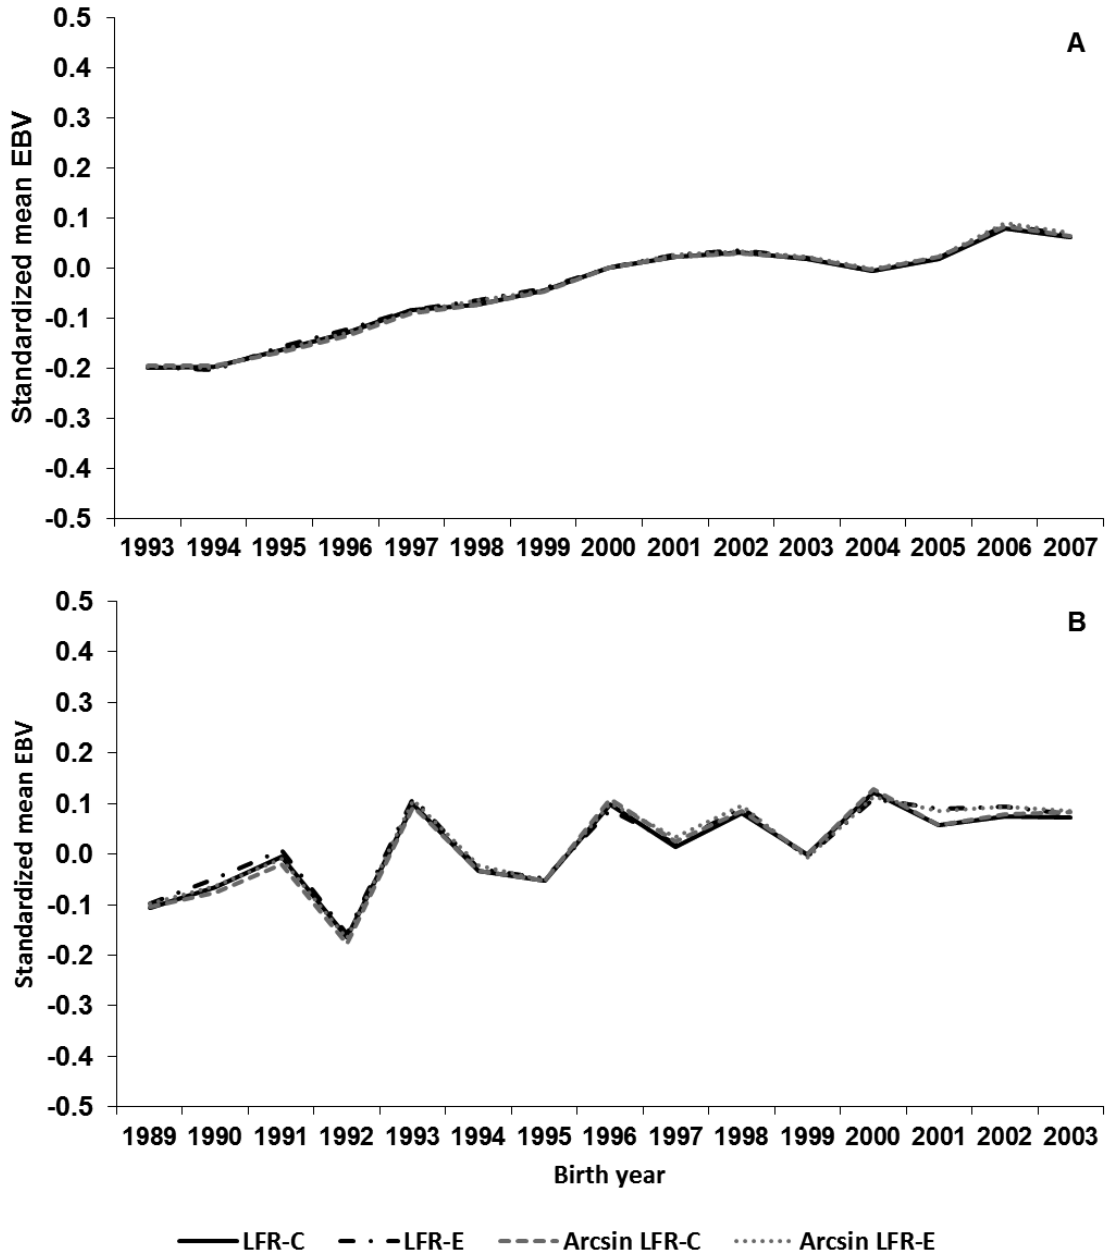 A
Standardized mean EBV
0.5
0.4
0.3
0.2
0.1
0.0
-0.1
-0.2
-0.3
-0.4
-0.5
1993 1994 1995 1996 1997 1998 1999 2000 2001 2002 2003 2004 2005 2006 2007
B
Standardized mean EBV
0.5
0.4
0.3
0.2
0.1
0.0
-0.1
-0.2
-0.3
-0.4
-0.5
1989 1990 1991 1992 1993 1994 1995 1996 1997 1998 1999 2000 2001 2002 2003
Birth year
LFR-C LFR-E Arcsin LFR-C Arcsin LFR-E